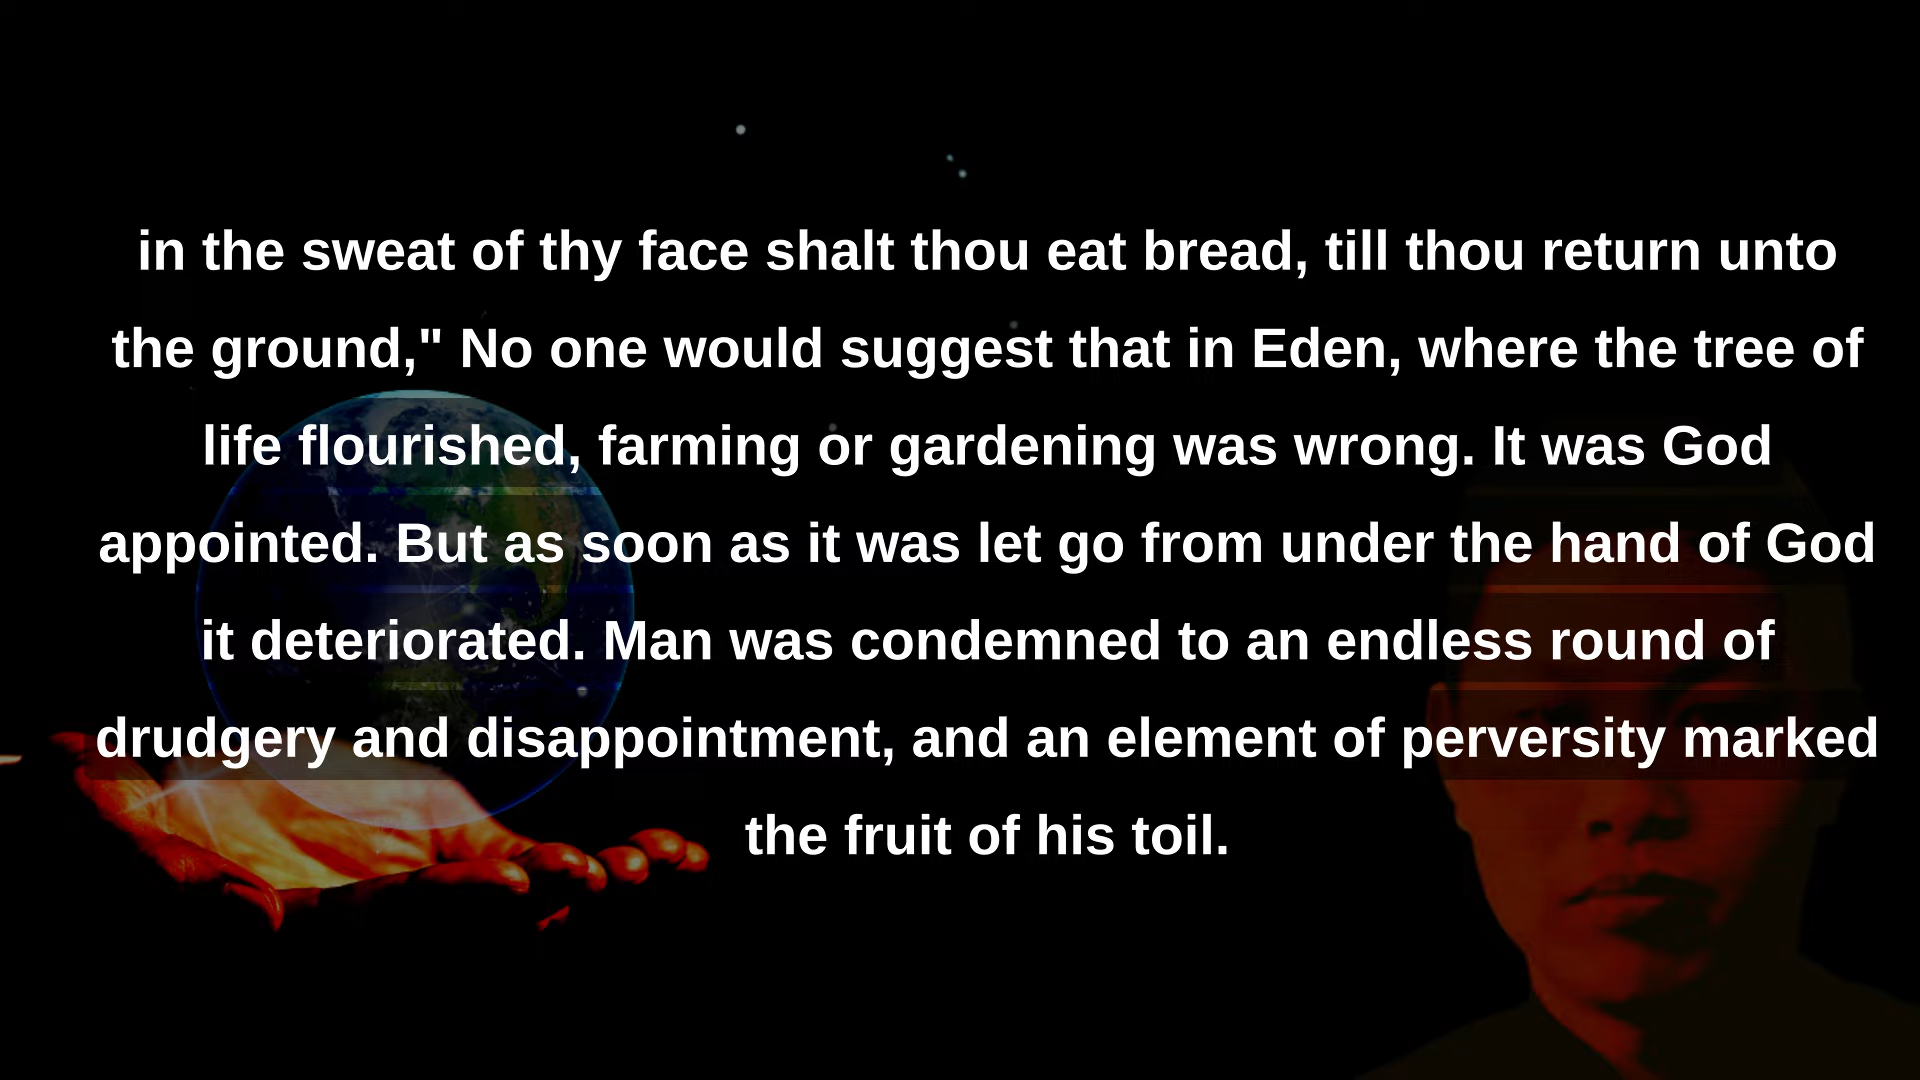 in the sweat of thy face shalt thou eat bread, till thou return unto
the ground," No one would suggest that in Eden, where the tree of
life flourished, farming or gardening was wrong. It was God
appointed. But as soon as it was let go from under the hand of God
it deteriorated. Man was condemned to an endless round of
drudgery and disappointment, and an element of perversity marked
the fruit of his toil.